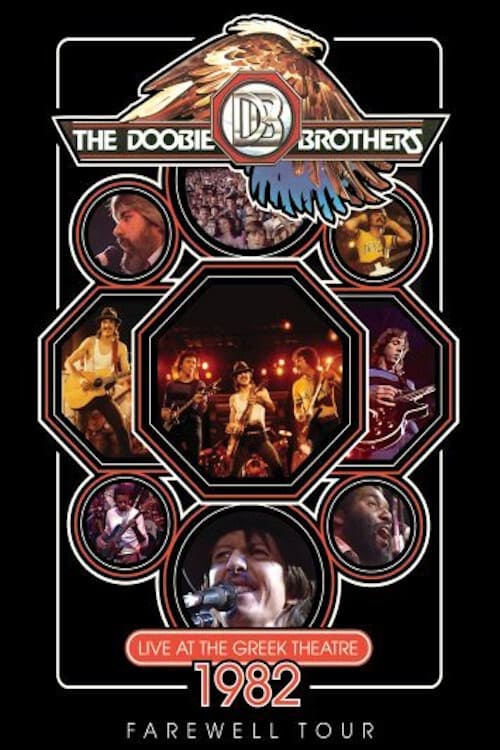 THE DOOBIE DB BROTHERS
LIVE AT THE GREEK THEATRE
1982
FAREWELL TOUR